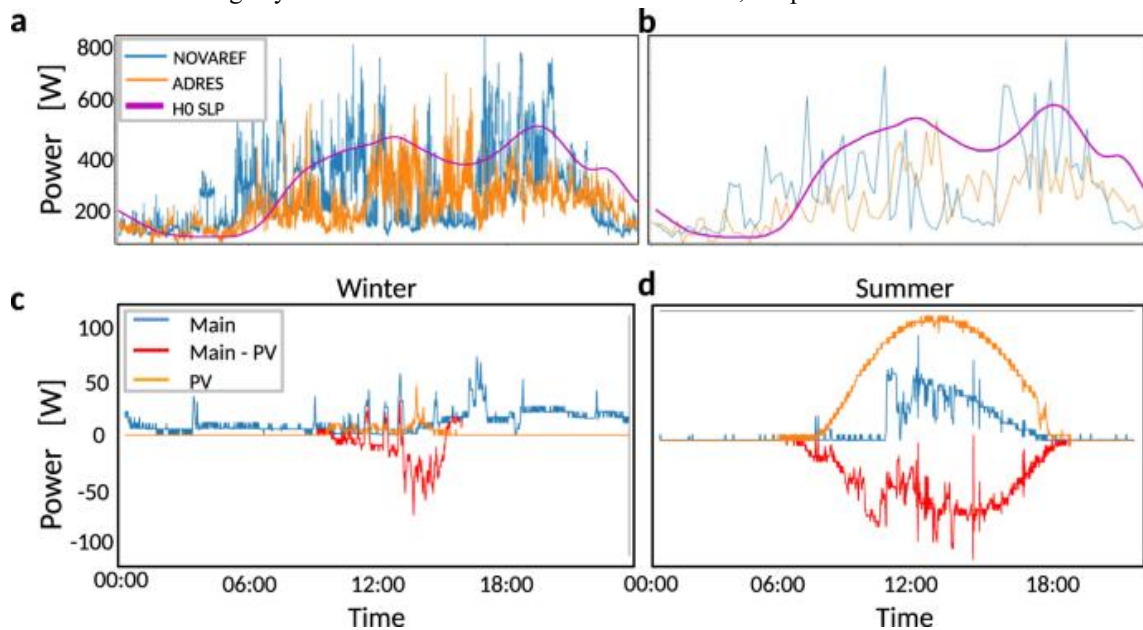 a
b
800
600
400
200
Power [W]
NOVAREF
ADRES
H0 SLP
c
Winter
d
Summer
100
50
0
-50
-100
Power [W]
Main
Main - PV
PV
00:00
06:00
12:00
18:00
00:00
06:00
12:00
18:00
Time
Time